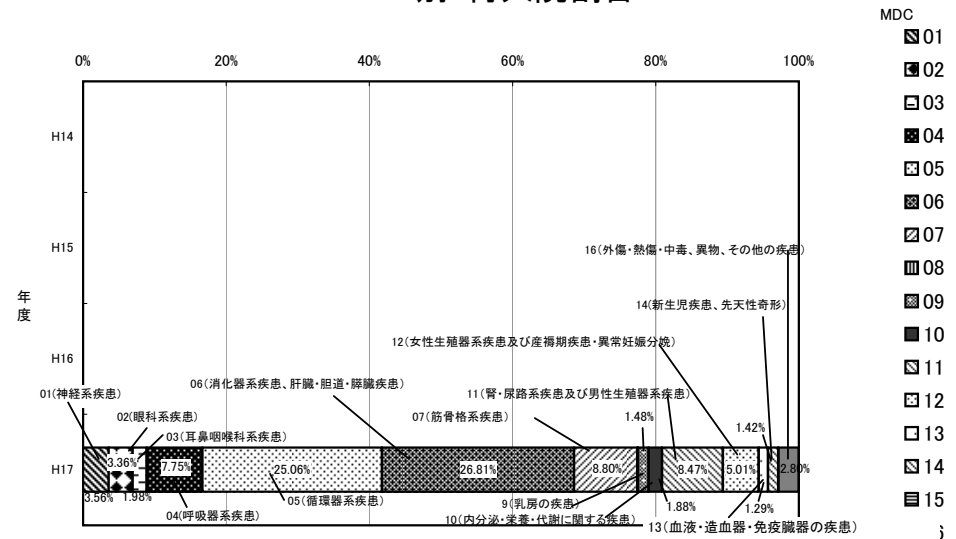 MDC
01
02
03
04
05
06
07
08
09
10
11
12
13
14
15
0% 20% 40% 60% 80% 100%
H14
H15
16(外傷・熱傷・中毒、異物、その他の疾患)
年度
14(新生児疾患、先天性奇形)
12(女性生殖器系疾患及び産褥期疾患・異常妊娠分娩)
H16
06(消化器系疾患、肝臓・胆道・膵臓疾患)
01(神経系疾患)
11(腎・尿路系疾患及び男性生殖器系疾患)
02(眼科系疾患)
07(筋骨格系疾患)
1.48%
1.42%
03(耳鼻咽喉科系疾患)
H17
3.36% 7.75% 25.06% 26.81% 8.80% 8.47% 5.01% 2.80%
3.56% 1.98%
05(循環器系疾患)
9(乳房の疾患)
1.88%
1.29%
04(呼吸器系疾患)
10(内分泌・栄養・代謝に関する疾患)
13(血液・造血器・免疫臓器の疾患)